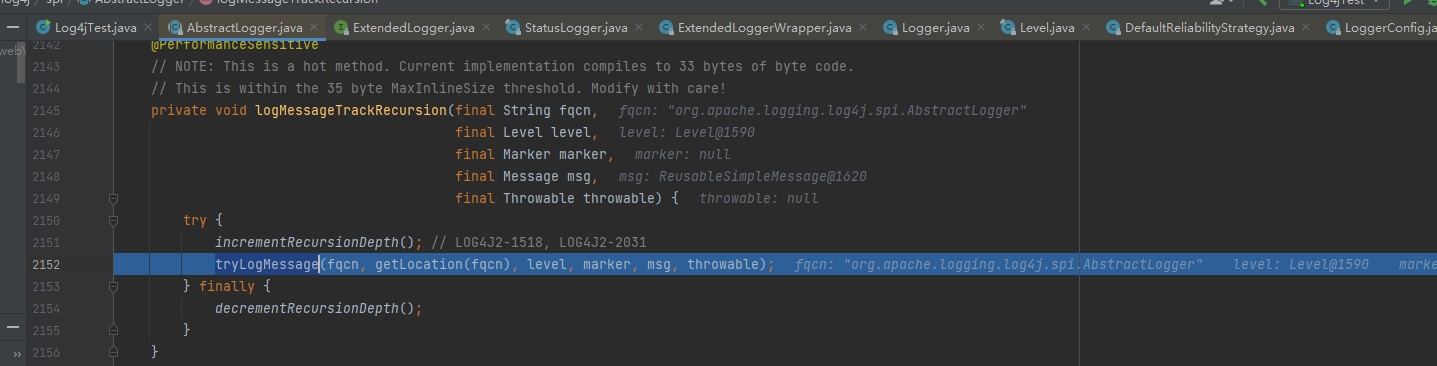 log4j › spi › AbstractLogger › logMessageTrackRecursion Log4jTest
Log4jTest.java AbstractLogger.java ExtendedLogger.java StatusLogger.java ExtendedLoggerWrapper.java Logger.java Level.java DefaultReliabilityStrategy.java LoggerConfig.ja
web\
2142 @PerformanceSensitive
2143 // NOTE: This is a hot method. Current implementation compiles to 33 bytes of byte code.
2144 // This is within the 35 byte MaxInlineSize threshold. Modify with care!
2145 private void logMessageTrackRecursion(final String fqcn, fqcn: "org.apache.logging.log4j.spi.AbstractLogger"
2146 final Level level, level: Level@1590
2147 final Marker marker, marker: null
2148 final Message msg, msg: ReusableSimpleMessage@1620
2149 final Throwable throwable) { throwable: null
2150 try {
2151 incrementRecursionDepth(); // LOG4J2-1518, LOG4J2-2031
2152 tryLogMessage(fqcn, getLocation(fqcn), level, marker, msg, throwable); fqcn: "org.apache.logging.log4j.spi.AbstractLogger" level: Level@1590 marke
2153 } finally {
2154 decrementRecursionDepth();
2155 }
2156 }